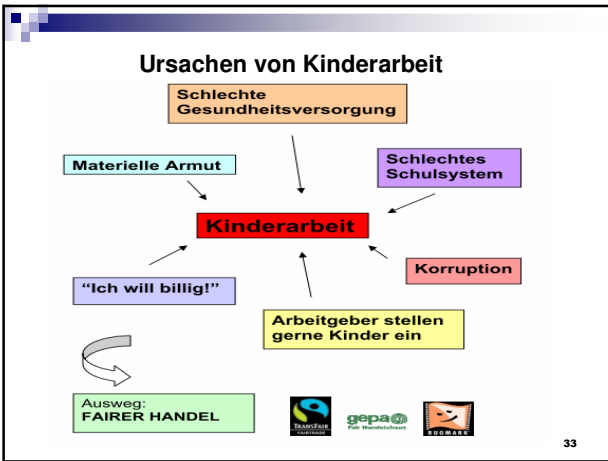 Ursachen von Kinderarbeit
Schlechte
Gesundheitsversorgung
Materielle Armut
Schlechtes
Schulsystem
Kinderarbeit
Korruption
"Ich will billig!"
Arbeitgeber stellen
gerne Kinder ein
Ausweg:
FAIRER HANDEL
TRANSFAIR
FAIRTRADE
gepa
Fair Handelshaus
RUGMARK
33